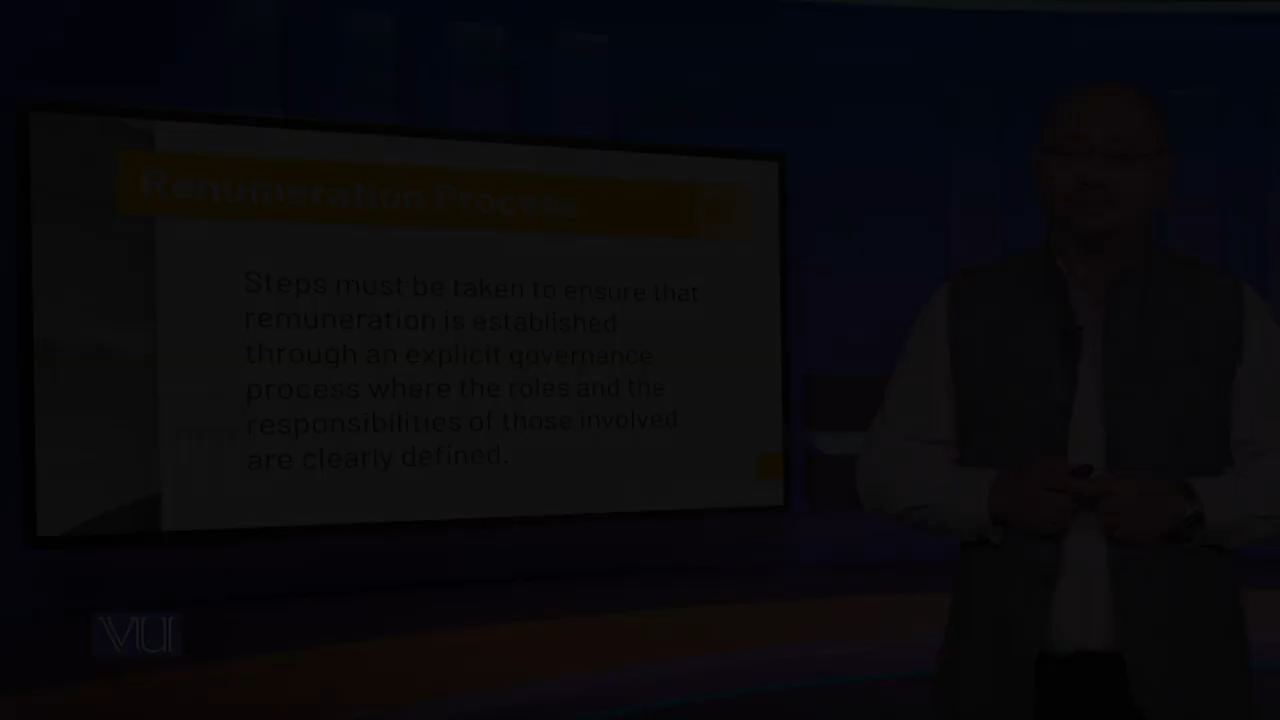 Renumeration Process
Steps must be taken to ensure that
remuneration is established
through an explicit governance
process where the roles and the
responsibilities of those involved
are clearly defined.
VU